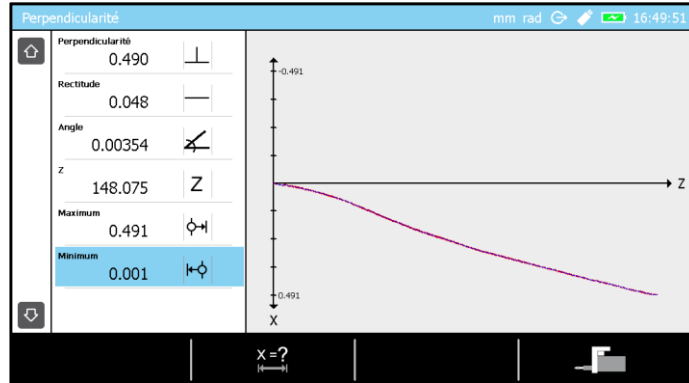 Perpendicularité
mm rad 16:49:51
Perpendicularité
0.490
Rectitude
0.048
Angle
0.00354
Z
148.075
Z
Maximum
0.491
Minimum
0.001
-0.491
Z
0.491
X
X=?